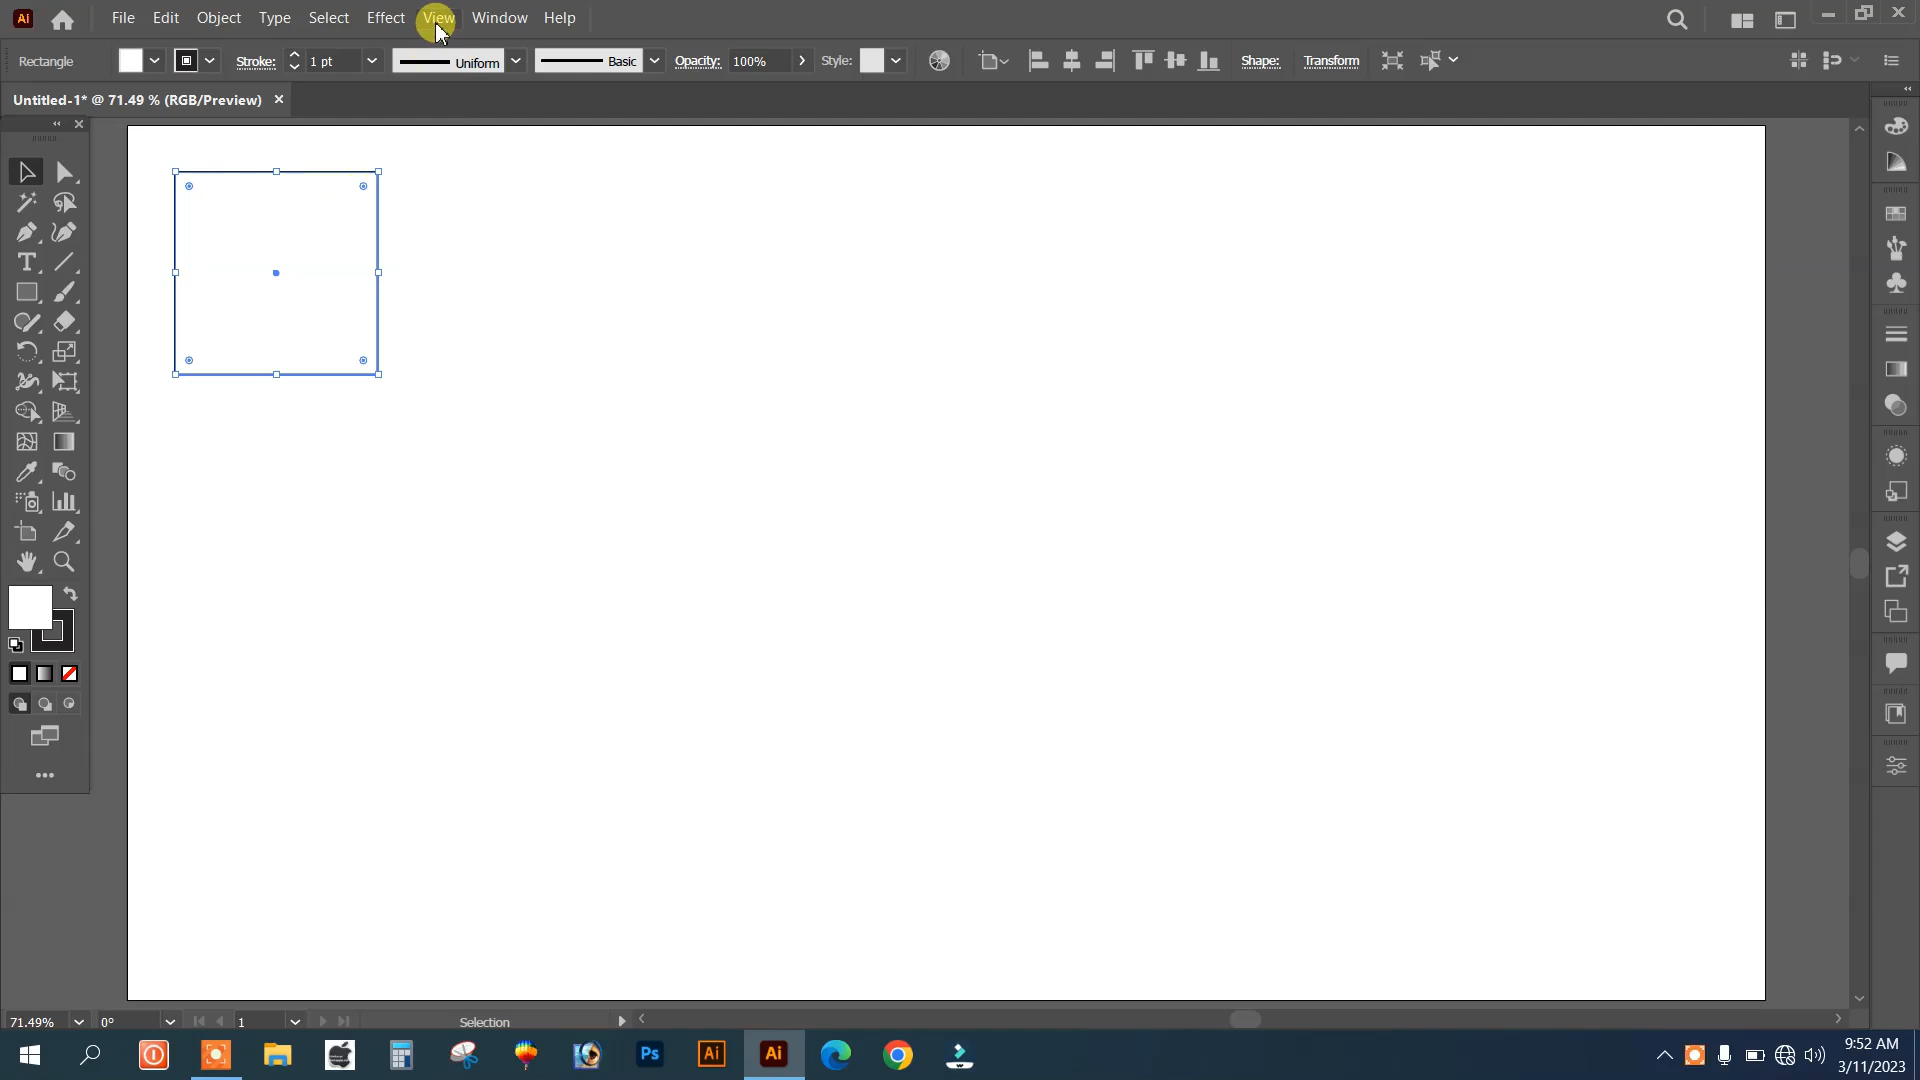 Ai File Edit Object Type Select Effect View Window Help
Rectangle Stroke: 1 pt Uniform Basic Opacity: 100% Style: Shape: Transform
Untitled-1* @ 71.49 % (RGB/Preview)
T
71.49% 0° 1 Selection
Ps Ai Ai
9:52 AM
3/11/2023